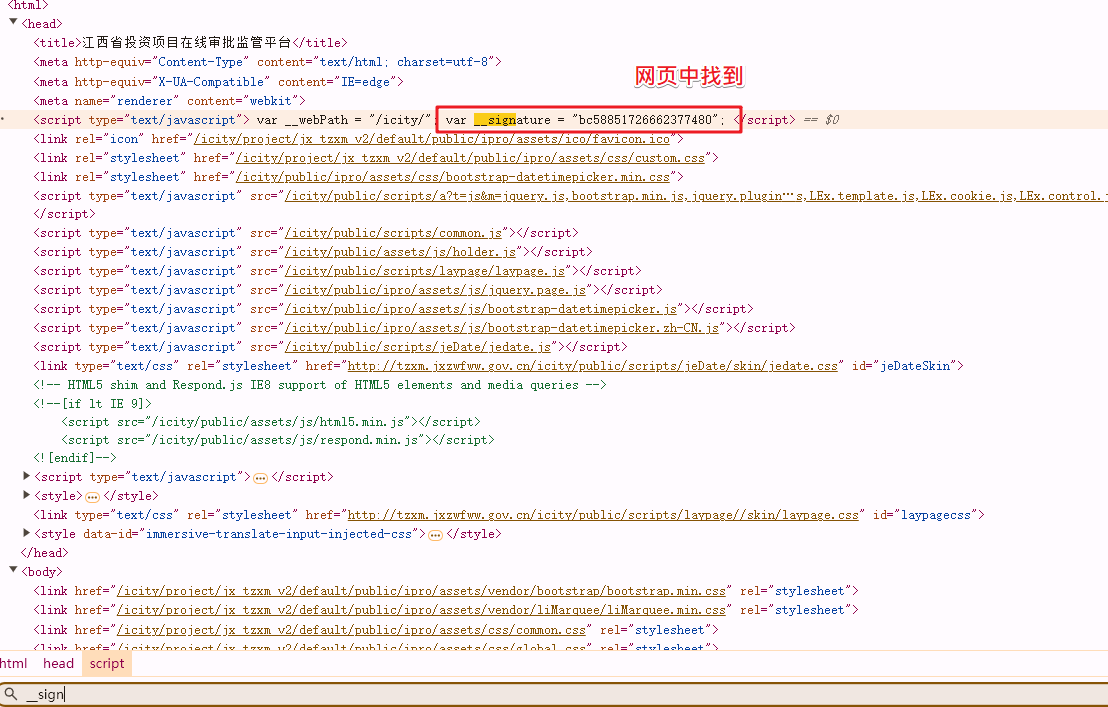 <html>
<head>
<title>江西省投资项目在线审批监管平台</title>
<meta http-equiv="Content-Type" content="text/html; charset=utf-8">
网页中找到
<meta http-equiv="X-UA-Compatible" content="IE=edge">
<meta name="renderer" content="webkit">
<script type="text/javascript"> var __webPath = "/icity/"; var __signature = "bc58851726662377480"; </script> == $0
<link rel="icon" href="/icity/project/jx_tzxm_v2/default/public/ipro/assets/ico/favicon.ico">
<link rel="stylesheet" href="/icity/project/jx_tzxm_v2/default/public/ipro/assets/css/custom.css">
<link rel="stylesheet" href="/icity/public/ipro/assets/css/bootstrap-datetimepicker.min.css">
<script type="text/javascript" src="/icity/public/scripts/a?t=js&m=jquery.js,bootstrap.min.js,jquery.plugin…s,LEx.template.js,LEx.cookie.js,LEx.control.j
</script>
<script type="text/javascript" src="/icity/public/scripts/common.js"></script>
<script type="text/javascript" src="/icity/public/assets/js/holder.js"></script>
<script type="text/javascript" src="/icity/public/scripts/laypage/laypage.js"></script>
<script type="text/javascript" src="/icity/public/ipro/assets/js/jquery.page.js"></script>
<script type="text/javascript" src="/icity/public/ipro/assets/js/bootstrap-datetimepicker.js"></script>
<script type="text/javascript" src="/icity/public/ipro/assets/js/bootstrap-datetimepicker.zh-CN.js"></script>
<script type="text/javascript" src="/icity/public/scripts/jeDate/jedate.js"></script>
<link type="text/css" rel="stylesheet" href="http://tzxm.jxzwfww.gov.cn/icity/public/scripts/jeDate/skin/jedate.css" id="jeDateSkin">
<!-- HTML5 shim and Respond.js IE8 support of HTML5 elements and media queries -->
<!--[if lt IE 9]>
<script src="/icity/public/assets/js/html5.min.js"></script>
<script src="/icity/public/assets/js/respond.min.js"></script>
<![endif]-->
<script type="text/javascript">…</script>
<style>…</style>
<link type="text/css" rel="stylesheet" href="http://tzxm.jxzwfww.gov.cn/icity/public/scripts/laypage//skin/laypage.css" id="laypagecss">
<style data-id="immersive-translate-input-injected-css">…</style>
</head>
<body>
<link href="/icity/project/jx_tzxm_v2/default/public/ipro/assets/vendor/bootstrap/bootstrap.min.css" rel="stylesheet">
<link href="/icity/project/jx_tzxm_v2/default/public/ipro/assets/vendor/liMarquee/liMarquee.min.css" rel="stylesheet">
<link href="/icity/project/jx_tzxm_v2/default/public/ipro/assets/css/common.css" rel="stylesheet">
<link href="/icity/project/jx_tzxm_v2/default/public/ipro/assets/css/global.css" rel="stylesheet">
html head script
__sign